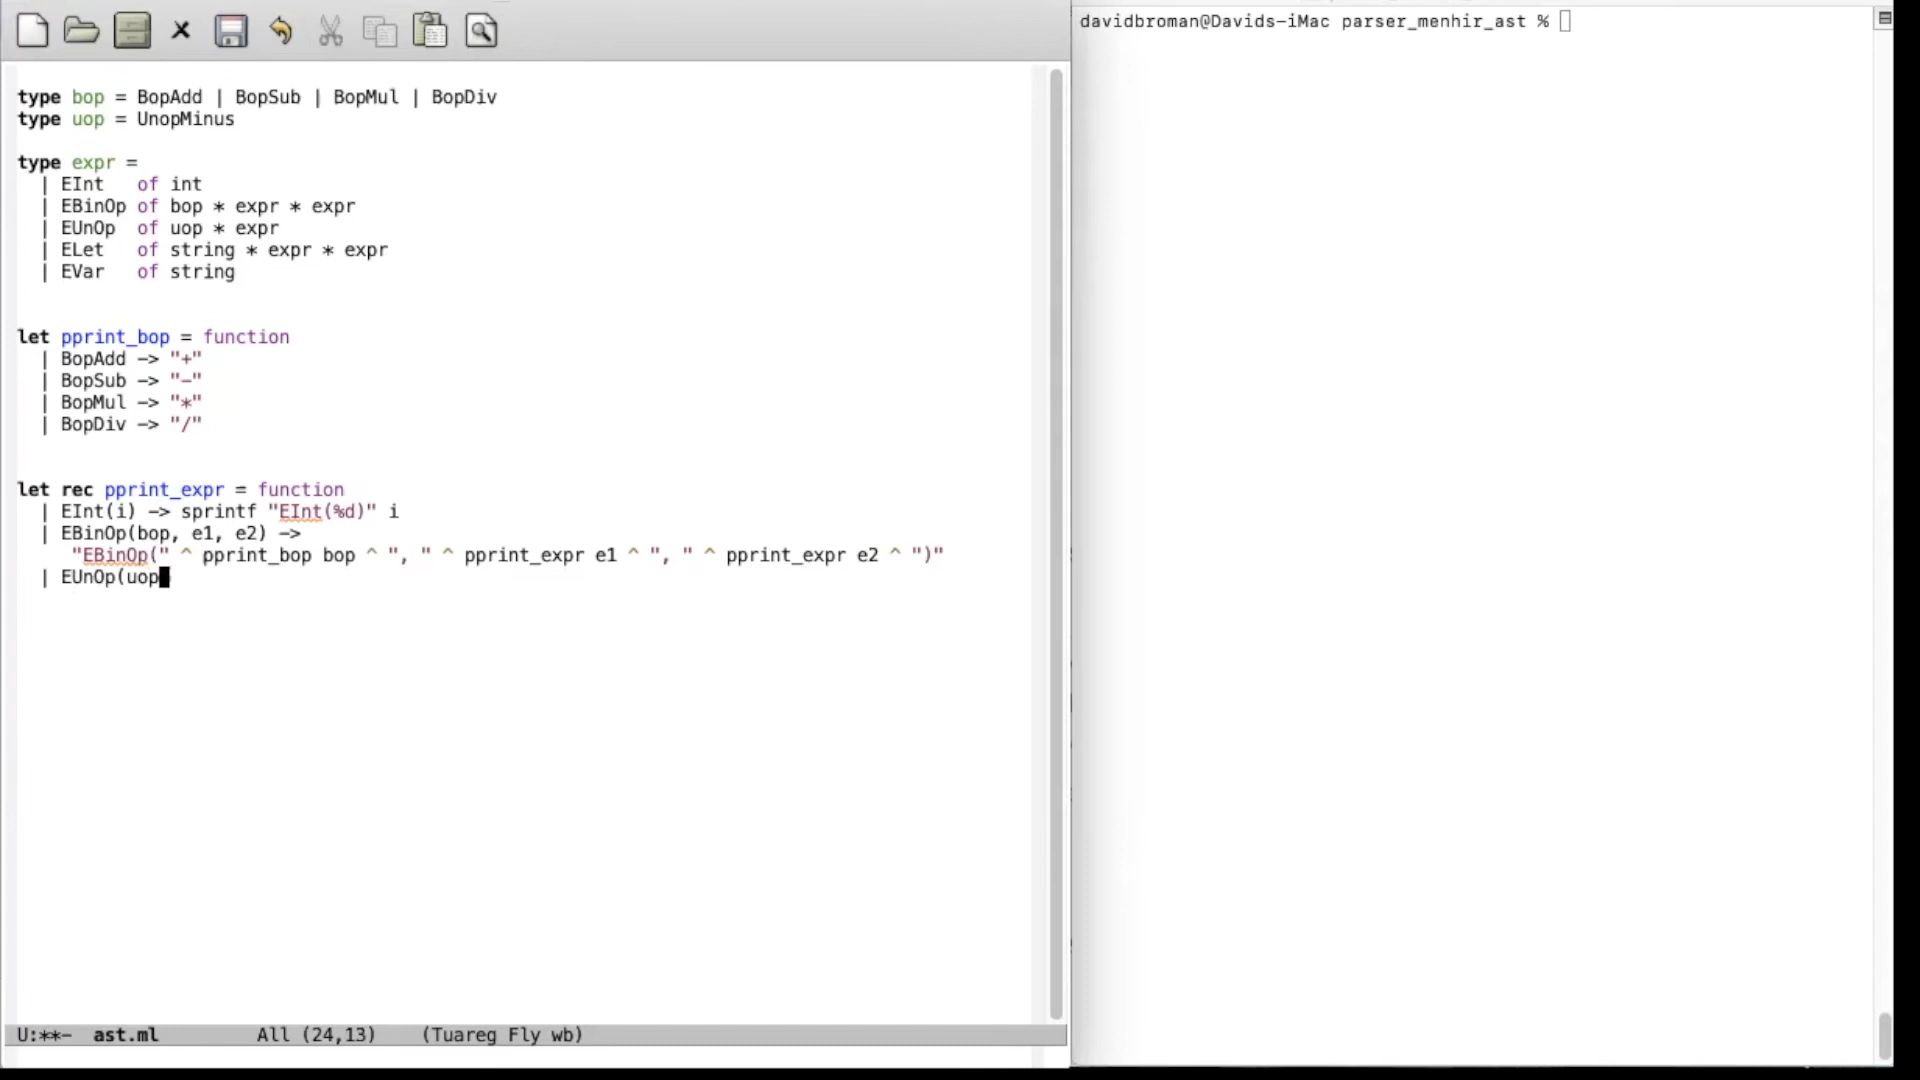 davidbroman@Davids-iMac parser_menhir_ast %
type bop = BopAdd | BopSub | BopMul | BopDiv
type uop = UnopMinus
type expr =
| EInt of int
| EBinOp of bop * expr * expr
| EUnOp of uop * expr
| ELet of string * expr * expr
| EVar of string
let pprint_bop = function
| BopAdd -> "+"
| BopSub -> "-"
| BopMul -> "*"
| BopDiv -> "/"
let rec pprint_expr = function
| EInt(i) -> sprintf "EInt(%d)" i
| EBinOp(bop, e1, e2) ->
"EBinOp(" ^ pprint_bop bop ^ ", " ^ pprint_expr e1 ^ ", " ^ pprint_expr e2 ^ ")"
| EUnOp(uop
U:**- ast.ml All (24,13) (Tuareg Fly wb)